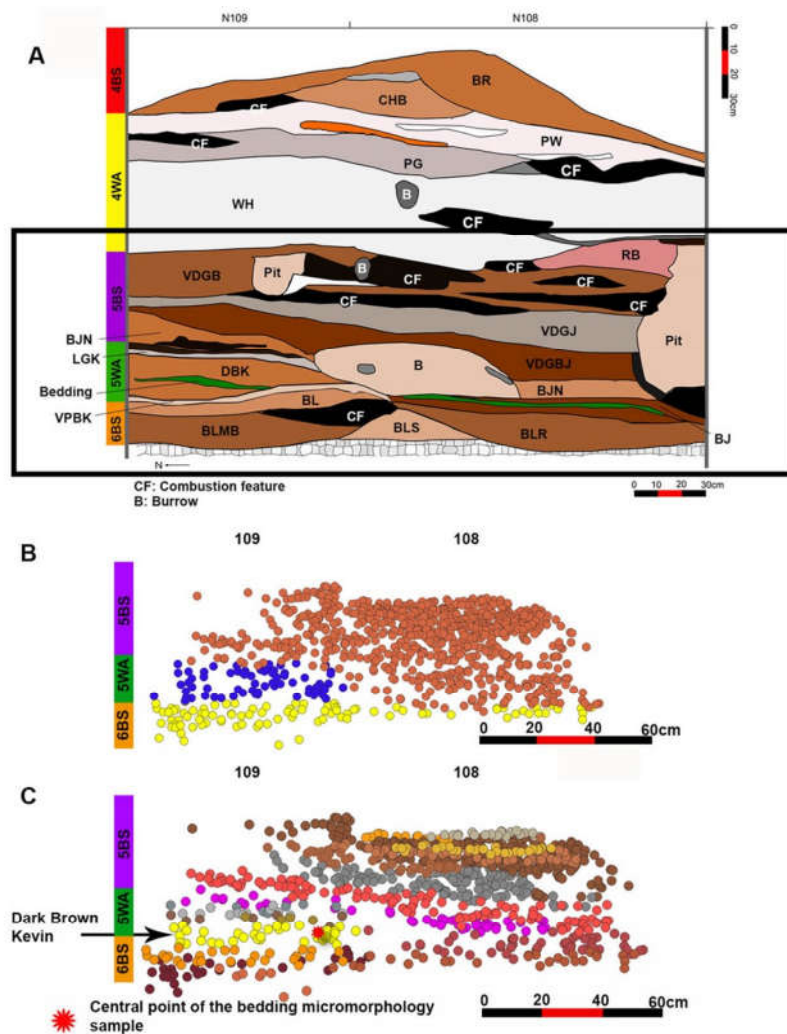 N109
N108
A
0
10
20
30cm
4BS
4WA
5BS
5WA
6BS
BR
CHB
CF
PW
CF
PG
CF
WH
B
CF
RB
VDGB
Pit
B
CF
CF
CF
CF
CF
VDGJ
Pit
BJN
LGK
DBK
B
VDGBJ
Bedding
BJN
BL
VPBK
CF
BLMB
BLS
BLR
BJ
N
CF: Combustion feature
B: Burrow
0 10 20 30cm
B
109
108
5BS
5WA
6BS
0 20 40 60cm
C
109
108
5BS
5WA
6BS
Dark Brown
Kevin
0 20 40 60cm
Central point of the bedding micromorphology
sample